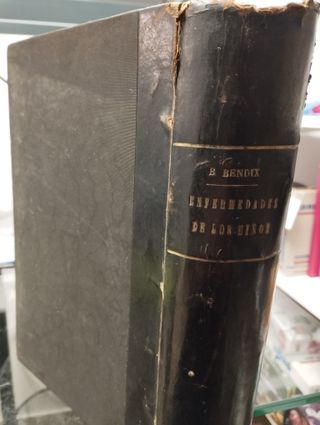 B BENDIX
ENFERMEDADES
DE LOS NIÑOS